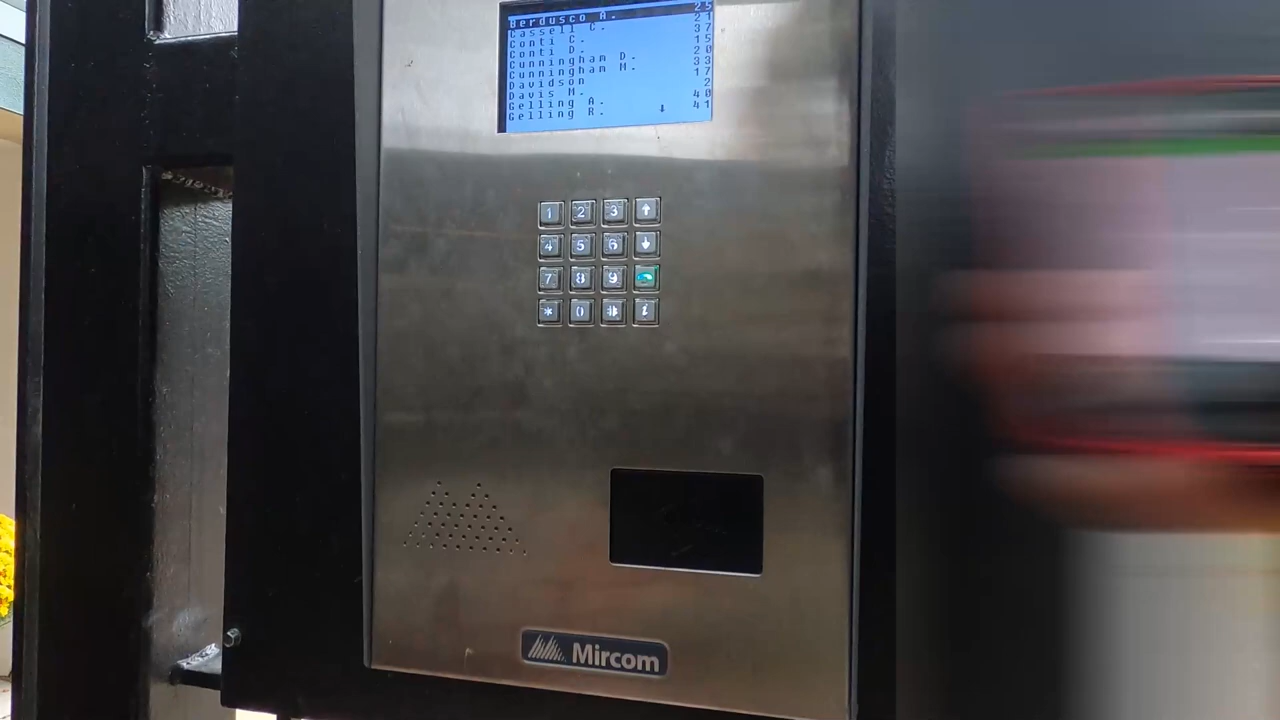 Berdusco A. 25
Cassell C. 21
Conti C. 37
Conti D. 15
Cunningham D. 20
Cunningham M. 33
Davidson 17
Davis M. 2
Gelling A. 40
Gelling R. ↓ 41
1 2 3 ↑
4 5 6 ↓
7 8 9
* 0 i
Mircom